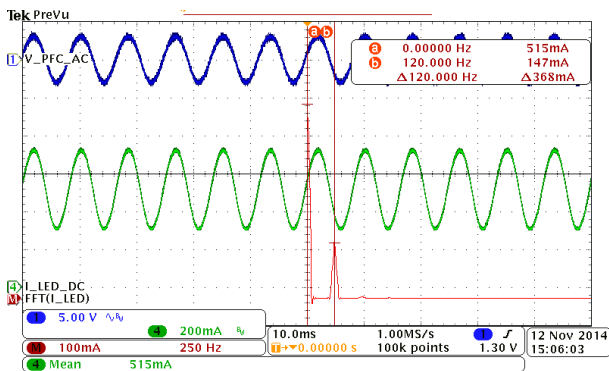 Tek PreVu
a b
1 V_PFC_AC
a 0.00000 Hz 515mA
b 120.000 Hz 147mA
Δ120.000 Hz Δ368mA
4 I_LED_DC
M FFT(I_LED)
1 5.00 V
4 200mA
10.0ms 1.00MS/s 1 1.30 V
T→▼0.00000 s 100k points
M 100mA 250 Hz
4 Mean 515mA
12 Nov 2014
15:06:03